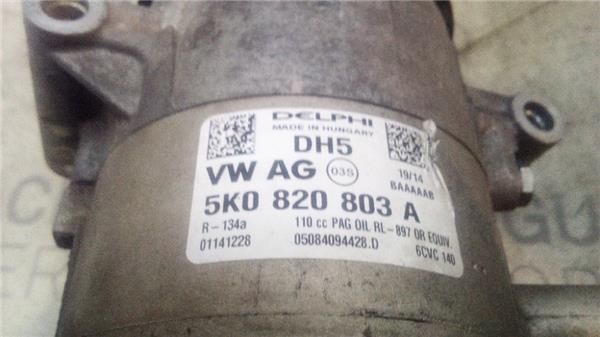 DELPHI
MADE IN HUNGARY
DH5
VW AG 03S
19/14
BAAAAAB
5K0 820 803 A
R-134a 110 cc PAG OIL RL-897 OR EQUIV.
01141228 05084094428.D 6CVC 140